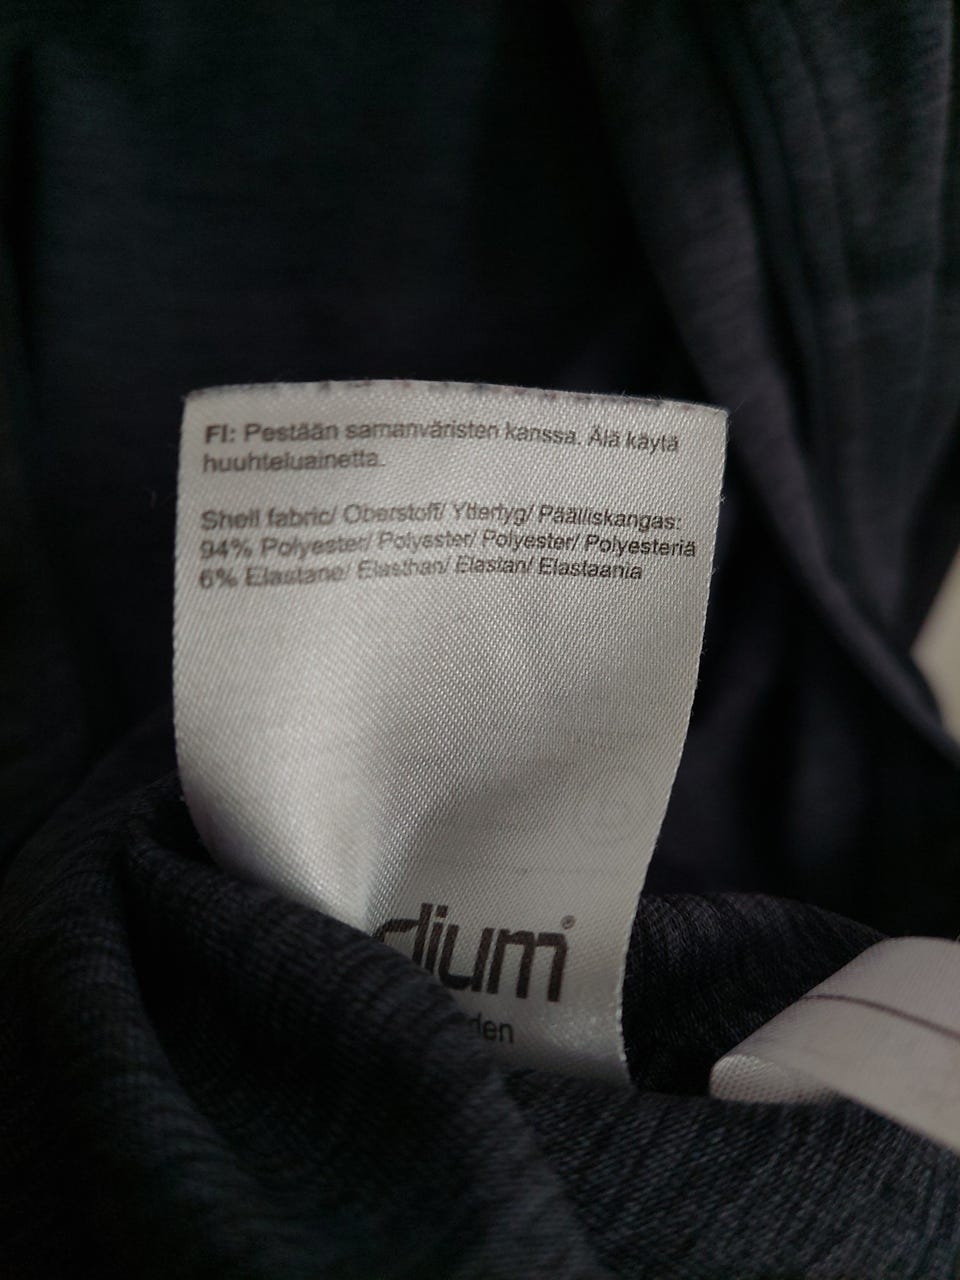 FI: Pestään samanväristen kanssa. Älä käytä
huuhteluainetta.
Shell fabric/ Oberstoff/ Yttertyg/ Päälliskangas:
94% Polyester/ Polyester/ Polyester/ Polyesteriä
6% Elastane/ Elasthan/ Elastan/ Elastaania
dium®
den